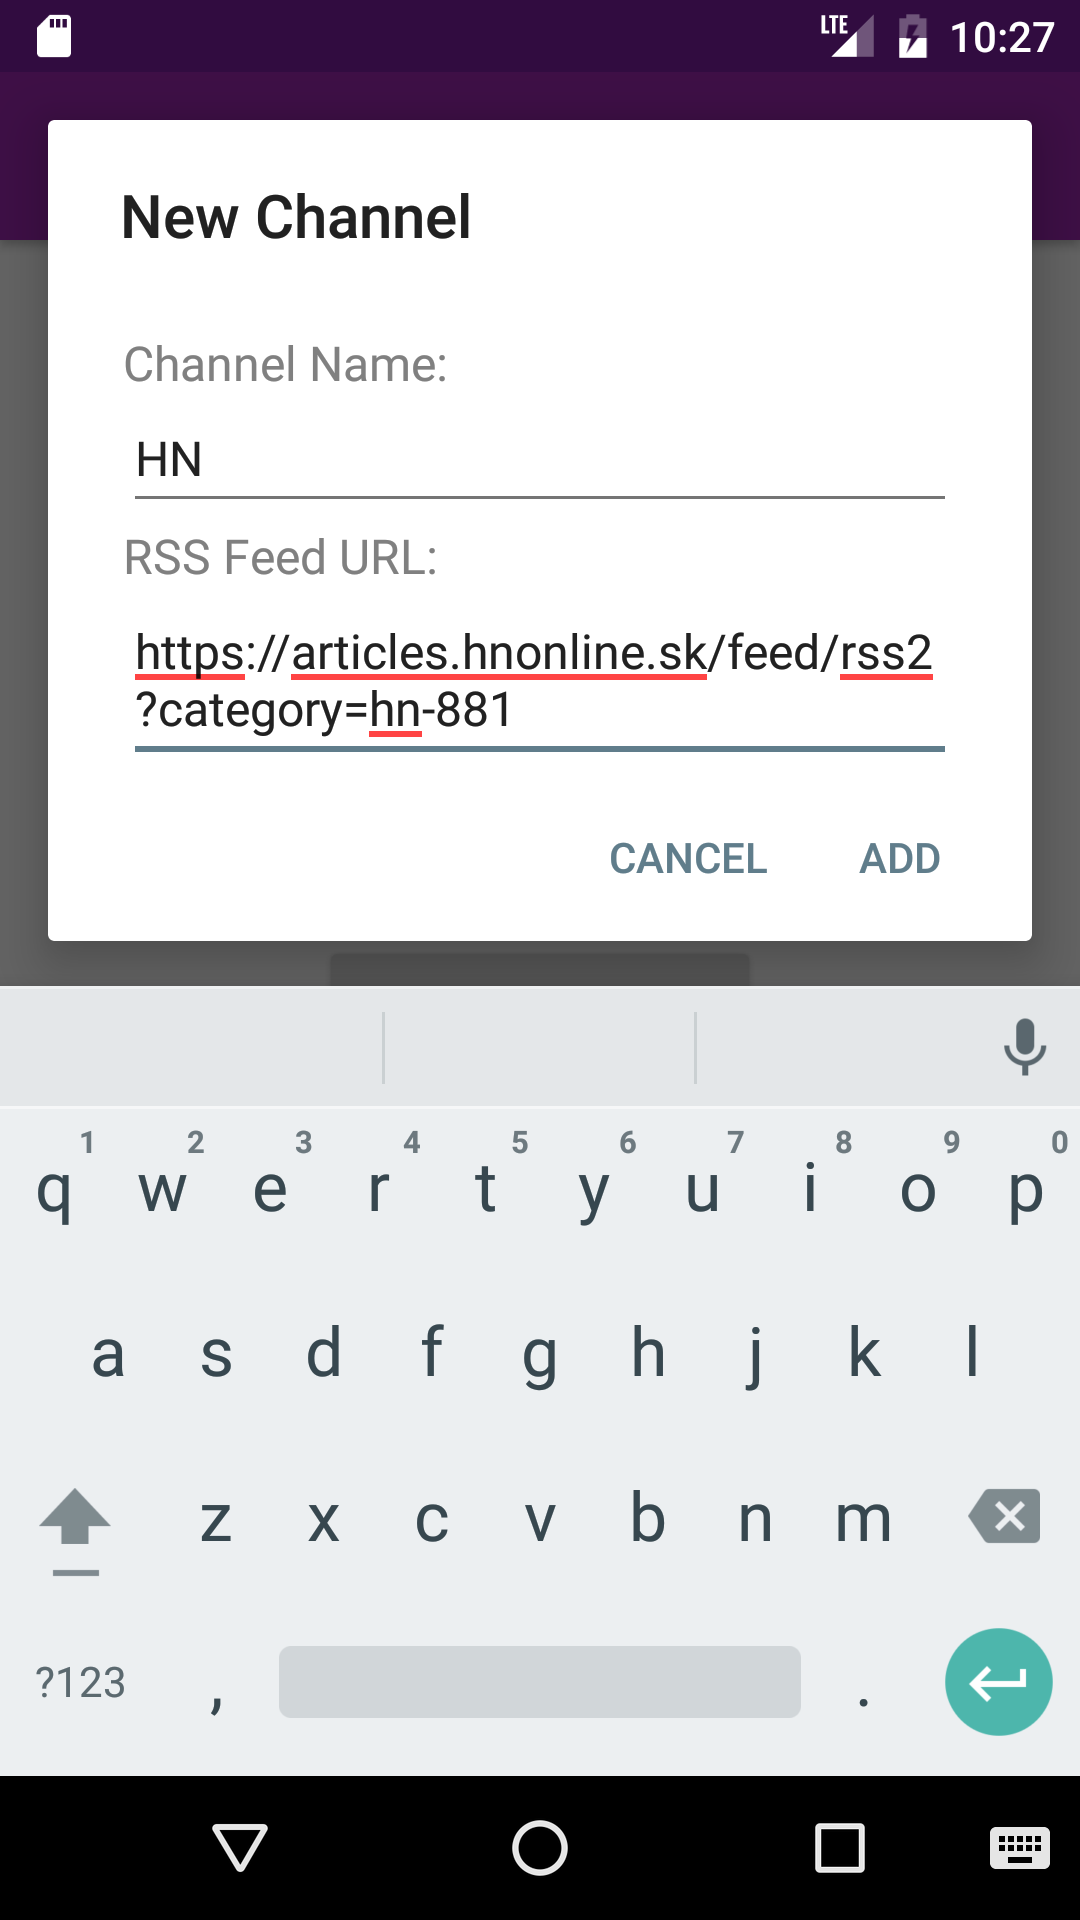 LTE 10:27
New Channel
Channel Name:
HN
RSS Feed URL:
https://articles.hnonline.sk/feed/rss2
?category=hn-881
CANCEL ADD
1 2 3 4 5 6 7 8 9 0
q w e r t y u i o p
a s d f g h j k l
z x c v b n m
?123 , .